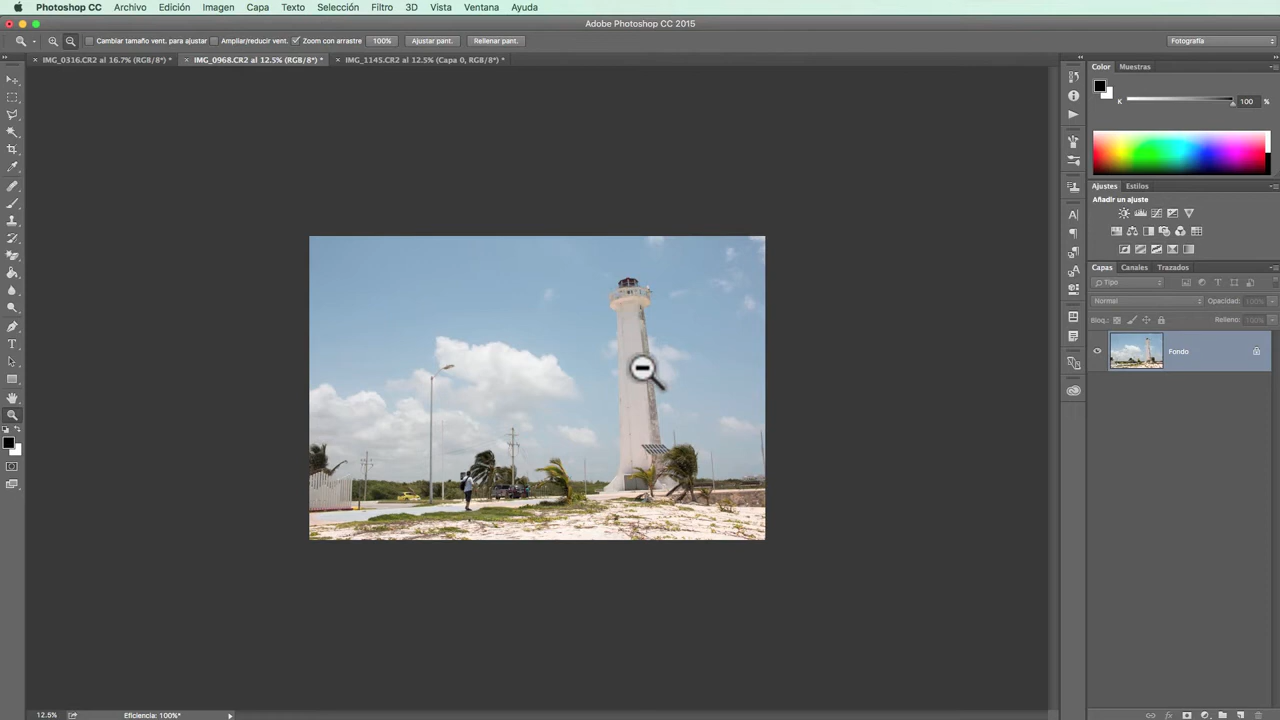 Photoshop CC Archivo Edición Imagen Capa Texto Selección Filtro 3D Vista Ventana Ayuda
Adobe Photoshop CC 2015
Cambiar tamaño vent. para ajustar Ampliar/reducir vent. Zoom con arrastre 100% Ajustar pant. Rellenar pant. Fotografía
IMG_0316.CR2 al 16.7% (RGB/8*) * IMG_0968.CR2 al 12.5% (RGB/8*) * IMG_1145.CR2 al 12.5% (Capa 0, RGB/8*) *
Color Muestras
K 100 %
Ajustes Estilos
Añadir un ajuste
Capas Canales Trazados
Tipo
Normal Opacidad: 100%
Bloq.: Relleno: 100%
Fondo
12.5% Eficiencia: 100%*